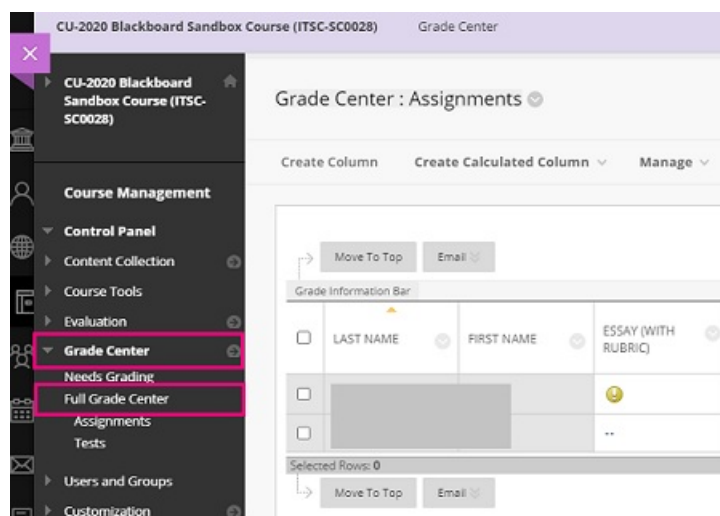 CU-2020 Blackboard Sandbox Course (ITSC-SC0028) Grade Center
CU-2020 Blackboard
Sandbox Course (ITSC-
SC0028)
Course Management
Control Panel
Content Collection
Course Tools
Evaluation
Grade Center
Needs Grading
Full Grade Center
Assignments
Tests
Users and Groups
Customization
Grade Center : Assignments
Create Column Create Calculated Column Manage
Move To Top Email
Grade Information Bar
LAST NAME FIRST NAME ESSAY (WITH
RUBRIC)
--
Selected Rows: 0
Move To Top Email